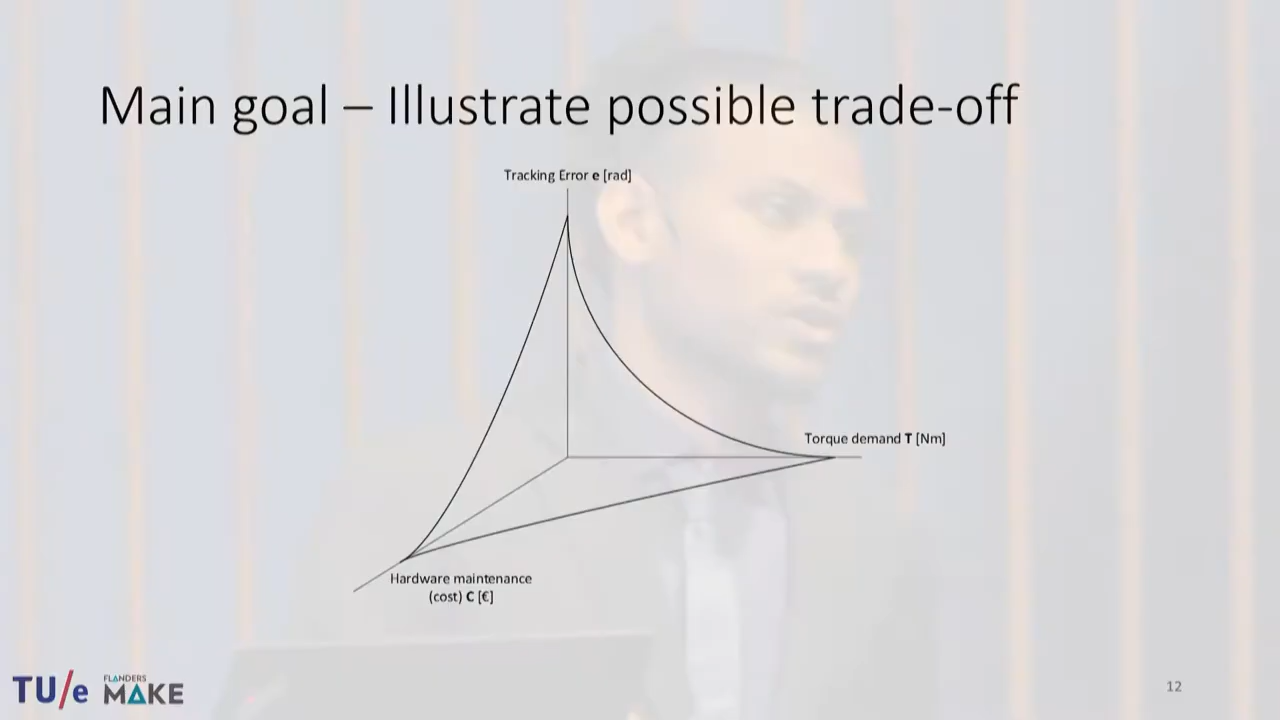 Main goal – Illustrate possible trade-off
Tracking Error e [rad]
Torque demand T [Nm]
Hardware maintenance
(cost) C [€]
TU/e
FLANDERS
MAKE
12